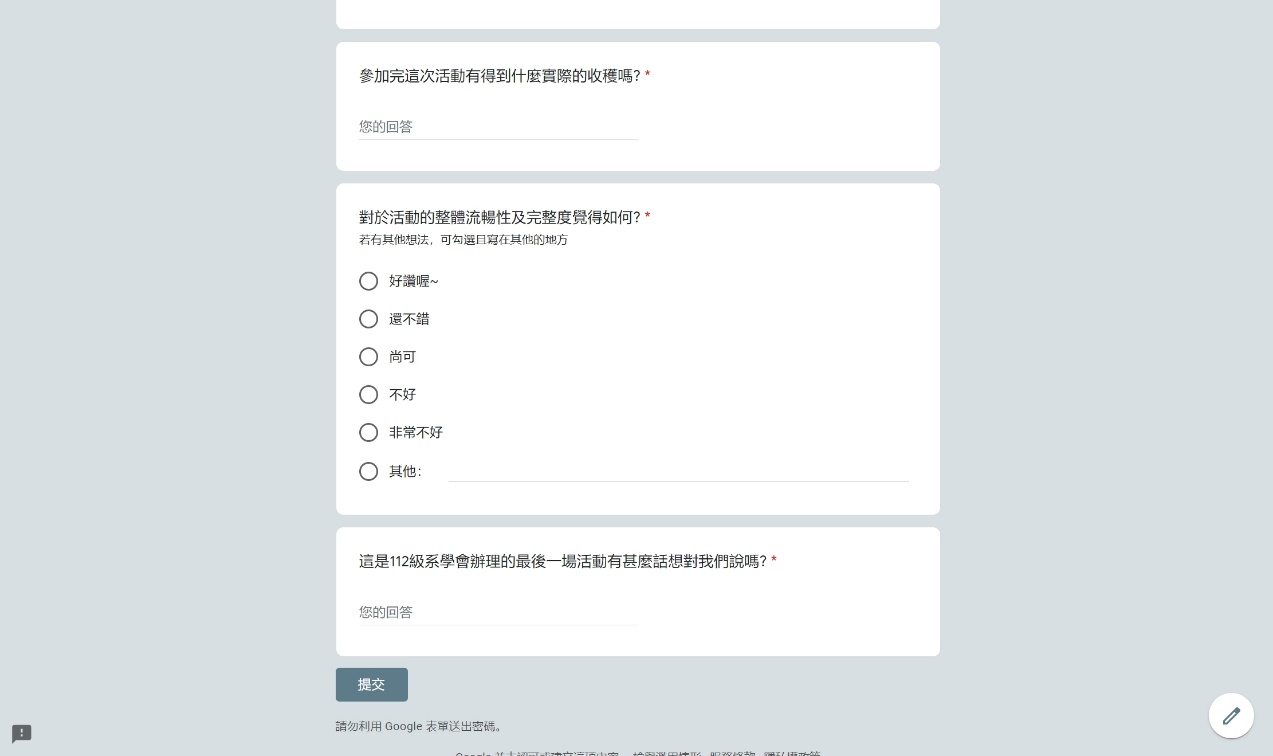 參加完這次活動有得到什麼實際的收穫嗎? *
您的回答
對於活動的整體流暢性及完整度覺得如何? *
若有其他想法，可勾選且寫在其他的地方
好讚喔~
還不錯
尚可
不好
非常不好
其他：
這是112級系學會辦理的最後一場活動有甚麼話想對我們說嗎? *
您的回答
提交
請勿利用 Google 表單送出密碼。